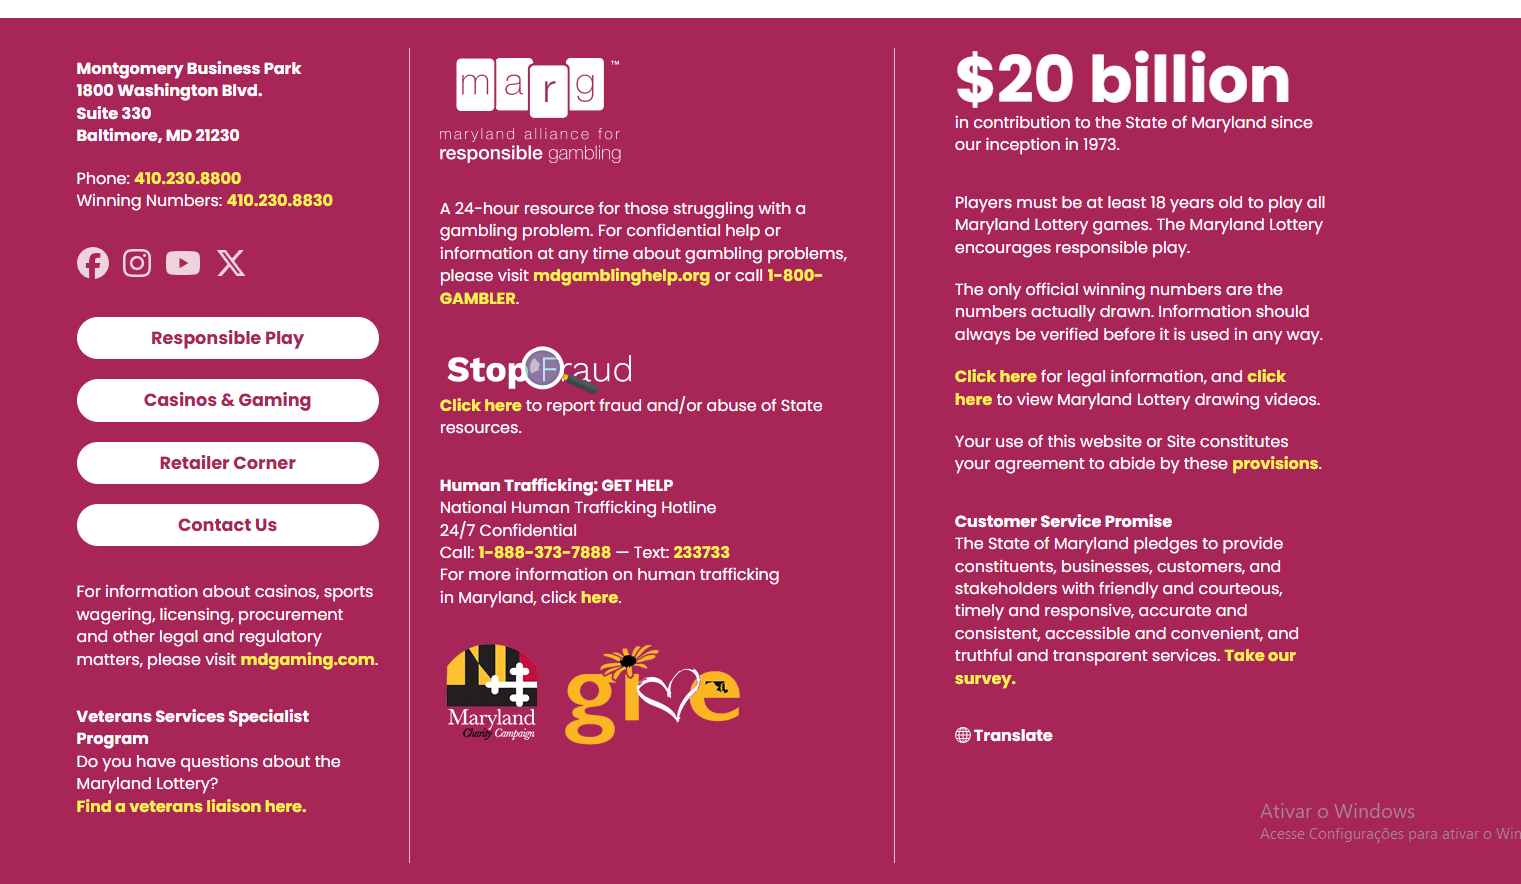 Montgomery Business Park
1800 Washington Blvd.
Suite 330
Baltimore, MD 21230
Phone: 410.230.8800
Winning Numbers: 410.230.8830
Responsible Play
Casinos & Gaming
Retailer Corner
Contact Us
For information about casinos, sports
wagering, licensing, procurement
and other legal and regulatory
matters, please visit mdgaming.com.
Veterans Services Specialist
Program
Do you have questions about the
Maryland Lottery?
Find a veterans liaison here.
marg™
maryland alliance for
responsible gambling
A 24-hour resource for those struggling with a
gambling problem. For confidential help or
information at any time about gambling problems,
please visit mdgamblinghelp.org or call 1-800-
GAMBLER.
StopFraud
Click here to report fraud and/or abuse of State
resources.
Human Trafficking: GET HELP
National Human Trafficking Hotline
24/7 Confidential
Call: 1-888-373-7888 — Text: 233733
For more information on human trafficking
in Maryland, click here.
Maryland
Charity Campaign
give
$20 billion
in contribution to the State of Maryland since
our inception in 1973.
Players must be at least 18 years old to play all
Maryland Lottery games. The Maryland Lottery
encourages responsible play.
The only official winning numbers are the
numbers actually drawn. Information should
always be verified before it is used in any way.
Click here for legal information, and click
here to view Maryland Lottery drawing videos.
Your use of this website or Site constitutes
your agreement to abide by these provisions.
Customer Service Promise
The State of Maryland pledges to provide
constituents, businesses, customers, and
stakeholders with friendly and courteous,
timely and responsive, accurate and
consistent, accessible and convenient, and
truthful and transparent services. Take our
survey.
Translate
Ativar o Windows
Acesse Configurações para ativar o Win